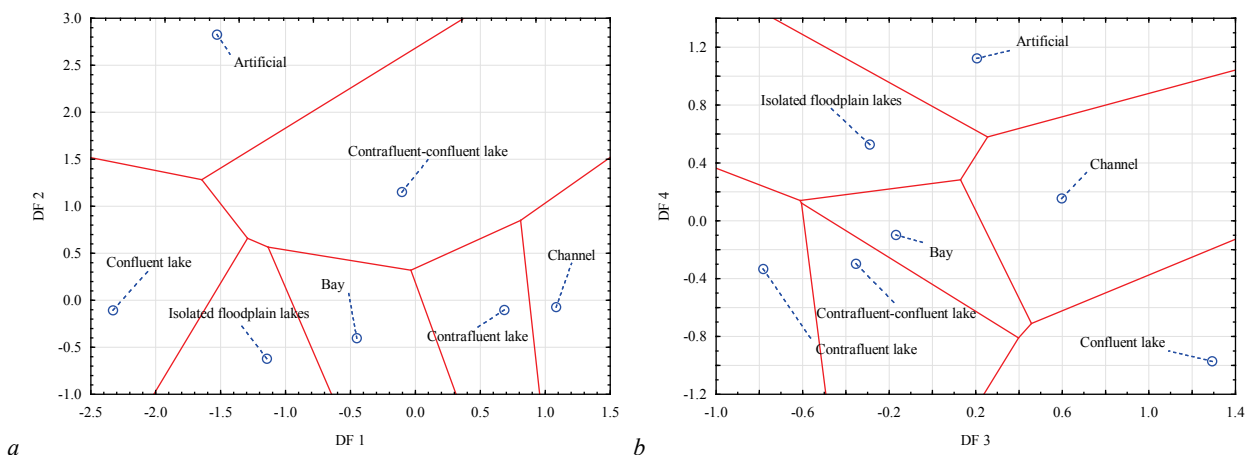 3.0
2.5
2.0
1.5
1.0
0.5
0.0
-0.5
-1.0
DF 2
Artificial
Contrafluent-confluent lake
Confluent lake
Channel
Bay
Isolated floodplain lakes
Contrafluent lake
-2.5 -2.0 -1.5 -1.0 -0.5 0.0 0.5 1.0 1.5
DF 1
a
1.2
0.8
0.4
0.0
-0.4
-0.8
-1.2
DF 4
Artificial
Isolated floodplain lakes
Channel
Bay
Contrafluent-confluent lake
Contrafluent lake
Confluent lake
-1.0 -0.6 -0.2 0.2 0.6 1.0 1.4
DF 3
b